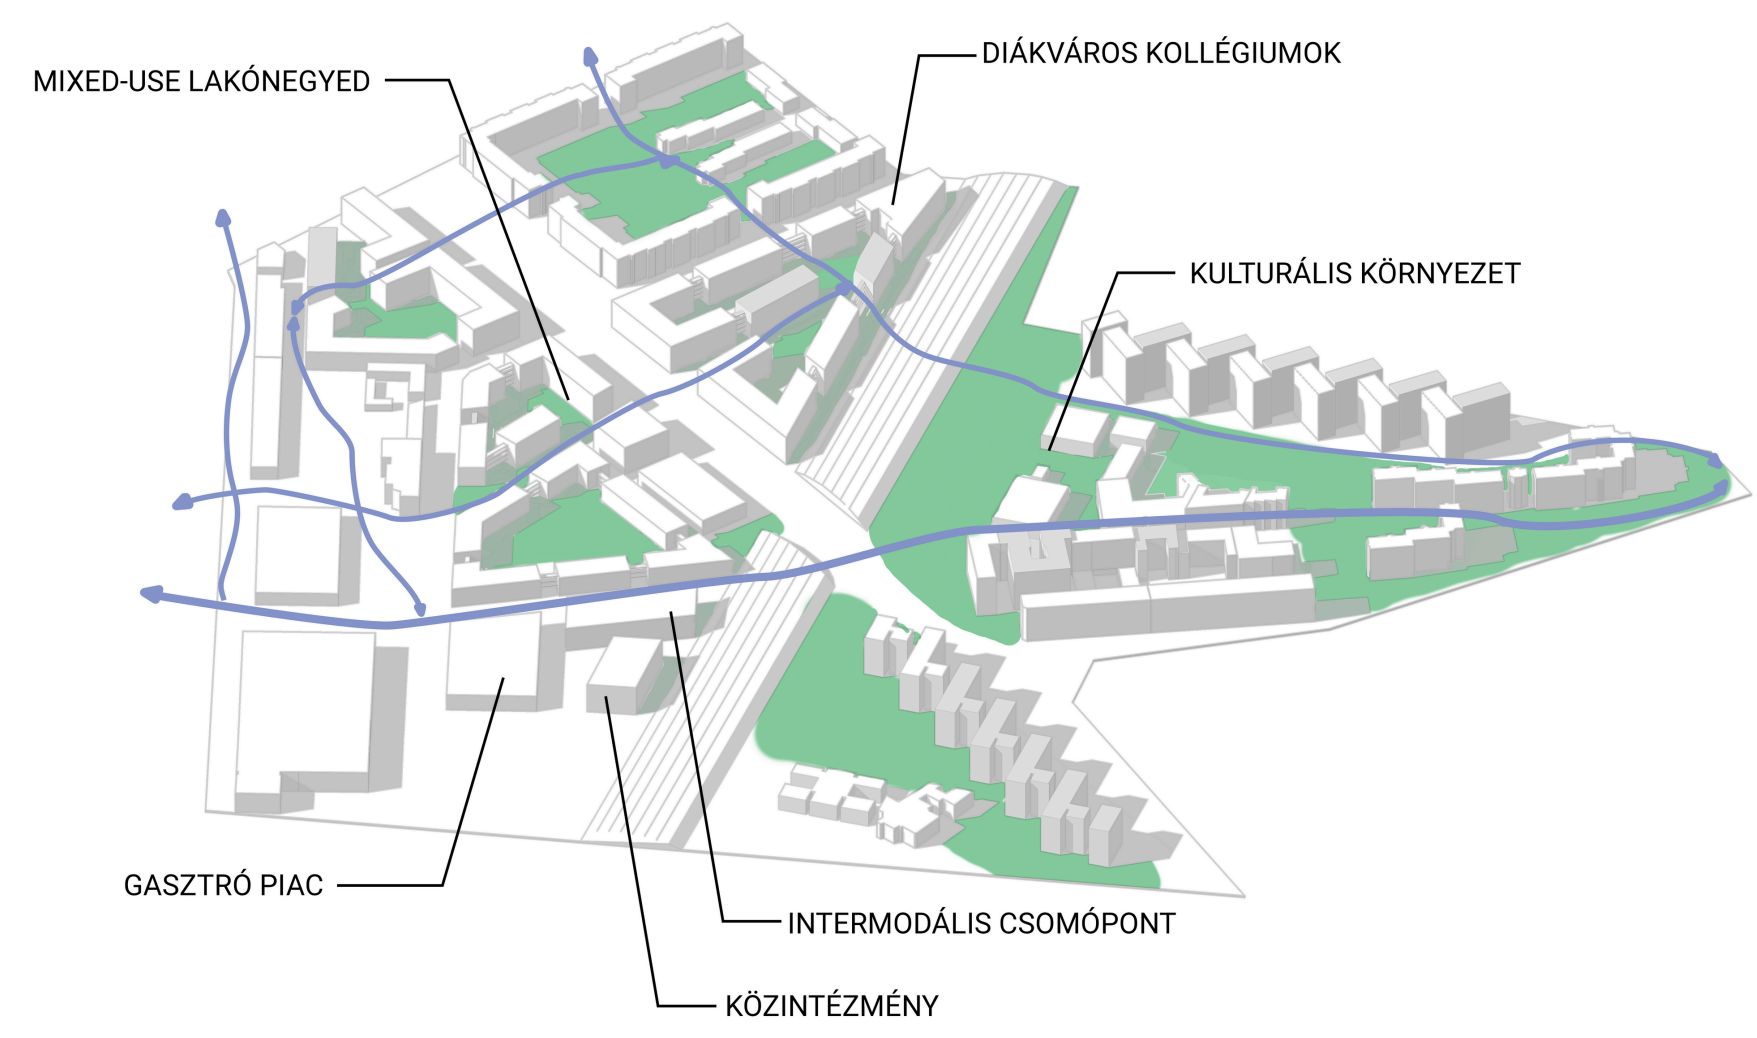 DIÁKVÁROS KOLLÉGIUMOK
MIXED-USE LAKÓNEGYED
KULTURÁLIS KÖRNYEZET
GASZTRÓ PIAC
INTERMODÁLIS CSOMÓPONT
KÖZINTÉZMÉNY